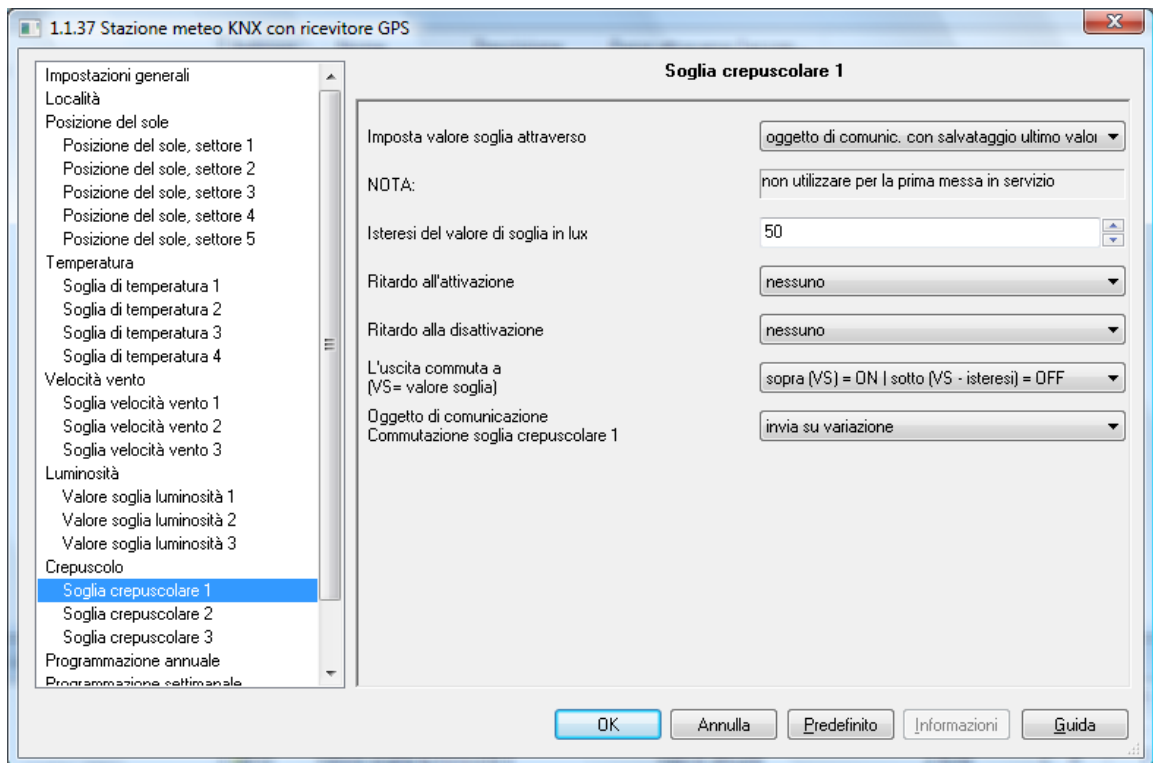 1.1.37 Stazione meteo KNX con ricevitore GPS
Impostazioni generali
Località
Posizione del sole
Posizione del sole, settore 1
Posizione del sole, settore 2
Posizione del sole, settore 3
Posizione del sole, settore 4
Posizione del sole, settore 5
Temperatura
Soglia di temperatura 1
Soglia di temperatura 2
Soglia di temperatura 3
Soglia di temperatura 4
Velocità vento
Soglia velocità vento 1
Soglia velocità vento 2
Soglia velocità vento 3
Luminosità
Valore soglia luminosità 1
Valore soglia luminosità 2
Valore soglia luminosità 3
Crepuscolo
Soglia crepuscolare 1
Soglia crepuscolare 2
Soglia crepuscolare 3
Programmazione annuale
Programmazione settimanale
Soglia crepuscolare 1
Imposta valore soglia attraverso
oggetto di comunic. con salvataggio ultimo valor
NOTA:
non utilizzare per la prima messa in servizio
Isteresi del valore di soglia in lux
50
Ritardo all'attivazione
nessuno
Ritardo alla disattivazione
nessuno
L'uscita commuta a
(VS= valore soglia)
sopra (VS) = ON | sotto (VS - isteresi) = OFF
Oggetto di comunicazione
Commutazione soglia crepuscolare 1
invia su variazione
OK
Annulla
Predefinito
Informazioni
Guida